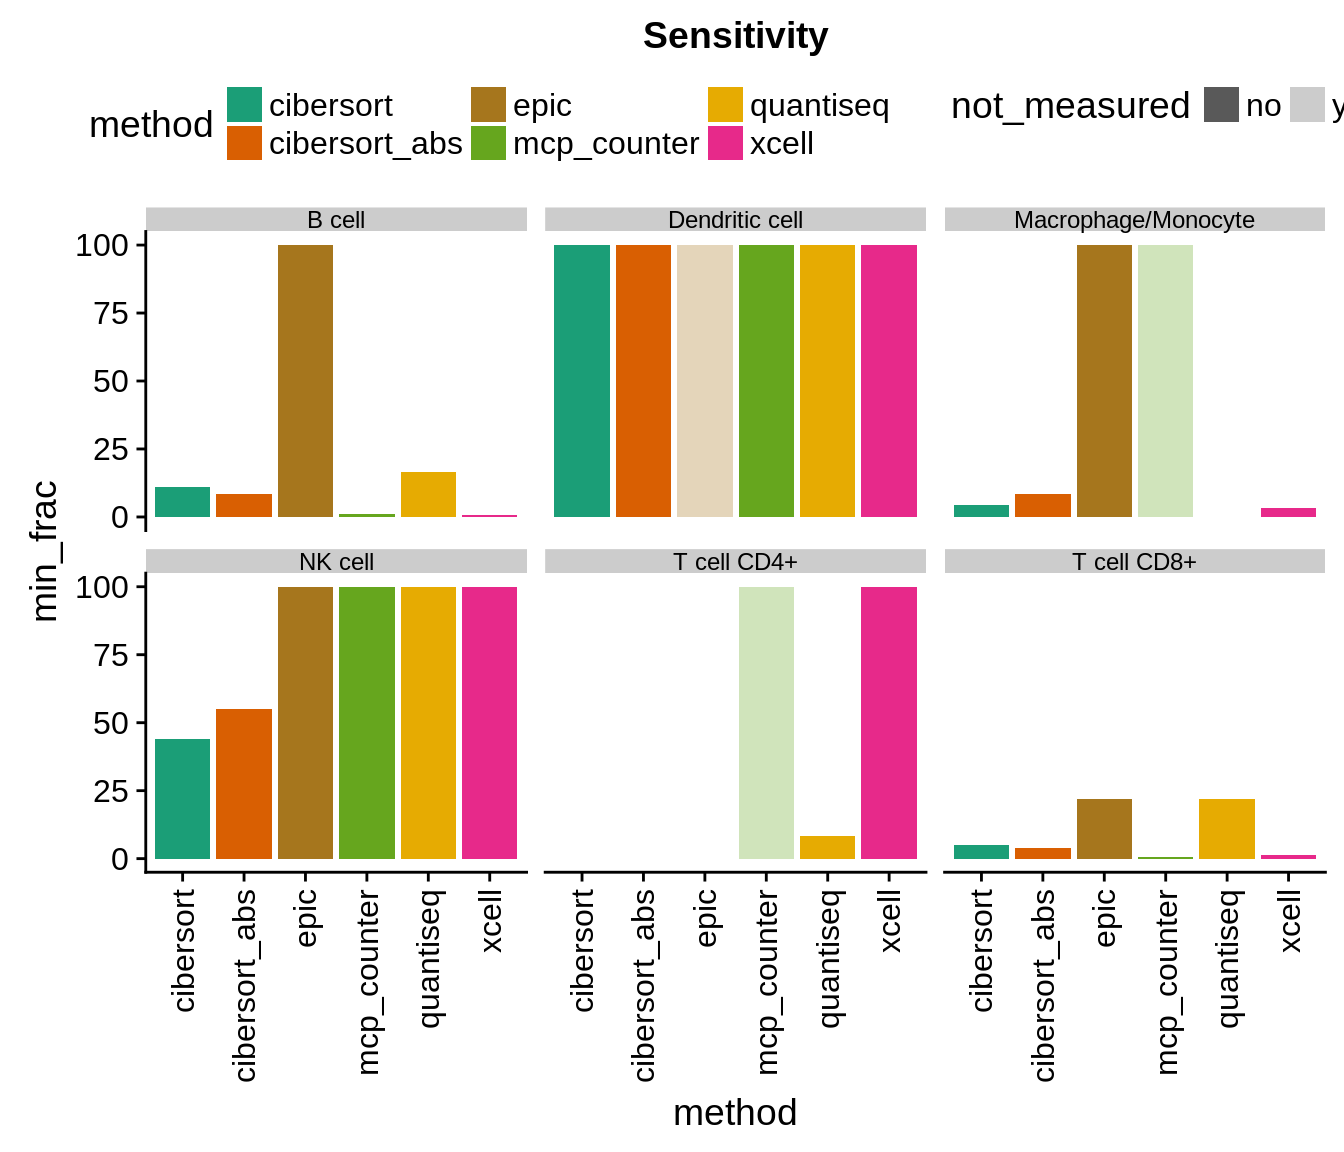 Sensitivity
method
cibersort
epic
quantiseq
cibersort_abs
mcp_counter
xcell
not_measured
no
y
B cell
Dendritic cell
Macrophage/Monocyte
100
75
50
25
0
min_frac
NK cell
T cell CD4+
T cell CD8+
100
75
50
25
0
cibersort
cibersort_abs
epic
mcp_counter
quantiseq
xcell
cibersort
cibersort_abs
epic
mcp_counter
quantiseq
xcell
cibersort
cibersort_abs
epic
mcp_counter
quantiseq
xcell
method